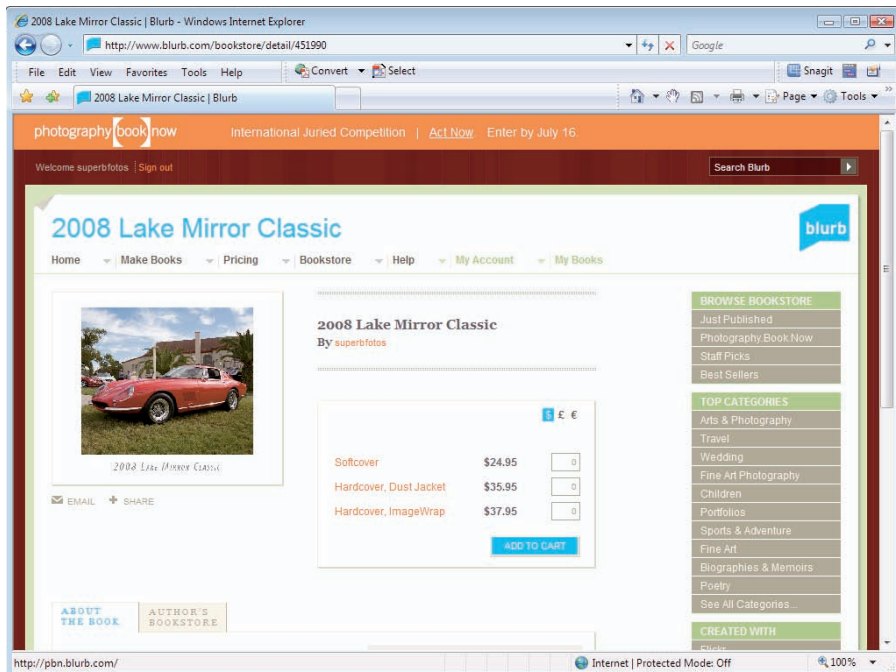 2008 Lake Mirror Classic | Blurb - Windows Internet Explorer
http://www.blurb.com/bookstore/detail/451990
Google
File Edit View Favorites Tools Help
Convert Select
Snagit
2008 Lake Mirror Classic | Blurb
Page Tools
photography book now International Juried Competition | Act Now. Enter by July 16.
Welcome superbfotos Sign out
Search Blurb
2008 Lake Mirror Classic
blurb
Home Make Books Pricing Bookstore Help My Account My Books
2008 Lake Mirror Classic
By superbfotos
$ £ €
Softcover $24.95 0
Hardcover, Dust Jacket $35.95 0
Hardcover, ImageWrap $37.95 0
ADD TO CART
2008 Lake Mirror Classic
EMAIL SHARE
ABOUT
THE BOOK
AUTHOR'S
BOOKSTORE
BROWSE BOOKSTORE
Just Published
Photography.Book.Now
Staff Picks
Best Sellers
TOP CATEGORIES
Arts & Photography
Travel
Wedding
Fine Art Photography
Children
Portfolios
Sports & Adventure
Fine Art
Biographies & Memoirs
Poetry
See All Categories...
CREATED WITH
Flickr
http://pbn.blurb.com/
Internet | Protected Mode: Off
100%